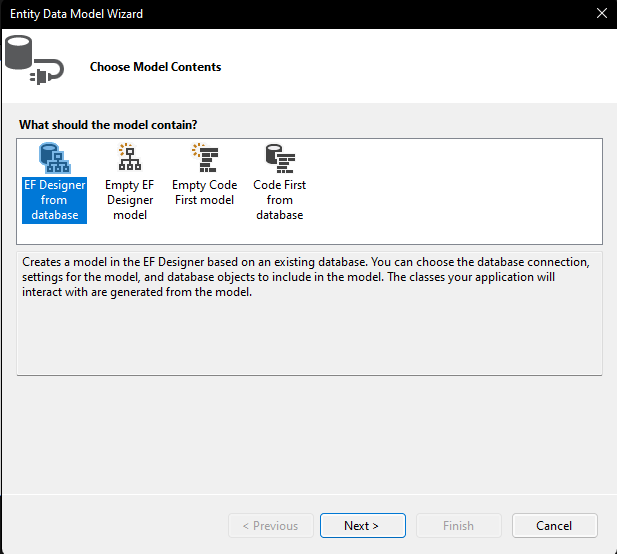 Entity Data Model Wizard
Choose Model Contents
What should the model contain?
EF Designer
from
database
Empty EF
Designer
model
Empty Code
First model
Code First
from
database
Creates a model in the EF Designer based on an existing database. You can choose the database connection,
settings for the model, and database objects to include in the model. The classes your application will
interact with are generated from the model.
< Previous
Next >
Finish
Cancel